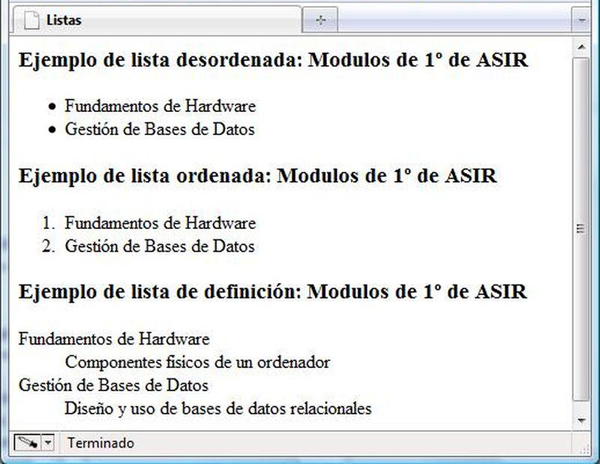 Listas
Ejemplo de lista desordenada: Modulos de 1º de ASIR
Fundamentos de Hardware
Gestión de Bases de Datos
Ejemplo de lista ordenada: Modulos de 1º de ASIR
1. Fundamentos de Hardware
2. Gestión de Bases de Datos
Ejemplo de lista de definición: Modulos de 1º de ASIR
Fundamentos de Hardware
Componentes físicos de un ordenador
Gestión de Bases de Datos
Diseño y uso de bases de datos relacionales
Terminado